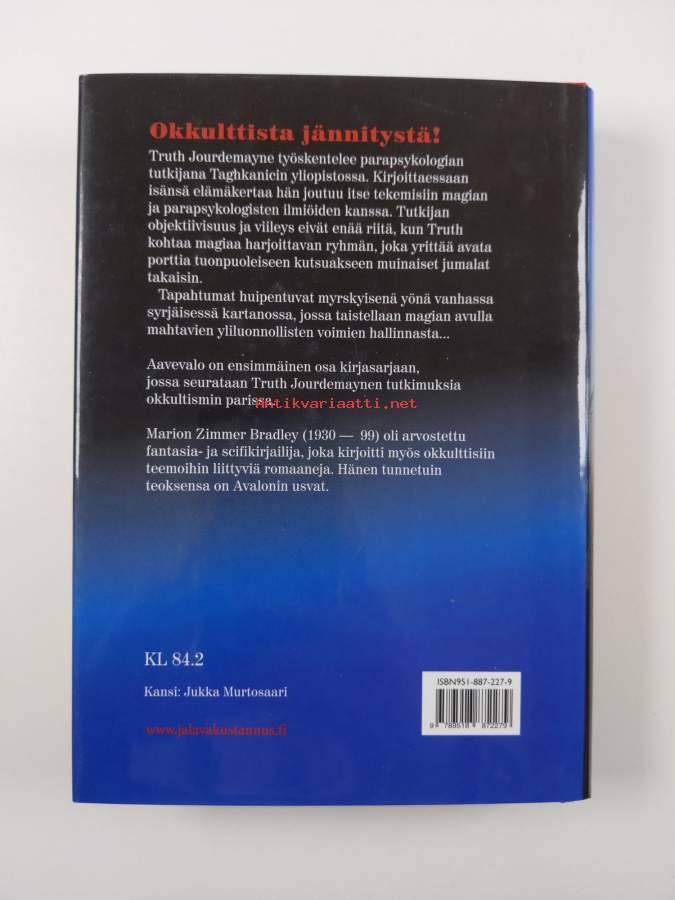 Okkulttista jännitystä!
Truth Jourdemayne työskentelee parapsykologian
tutkijana Taghkanicin yliopistossa. Kirjoittaessaan
isänsä elämäkertaa hän joutuu itse tekemisiin magian
ja parapsykologisten ilmiöiden kanssa. Tutkijan
objektiivisuus ja viileys eivät enää riitä, kun Truth
kohtaa magiaa harjoittavan ryhmän, joka yrittää avata
porttia tuonpuoleiseen kutsuakseen muinaiset jumalat
takaisin.
Tapahtumat huipentuvat myrskyisenä yönä vanhassa
syrjäisessä kartanossa, jossa taistellaan magian avulla
mahtavien yliluonnollisten voimien hallinnasta...
Aavevalo on ensimmäinen osa kirjasarjaan,
jossa seurataan Truth Jourdemaynen tutkimuksia
okkultismin parissa.
Antikvariaatti.net
Marion Zimmer Bradley (1930 — 99) oli arvostettu
fantasia- ja scifikirjailija, joka kirjoitti myös okkulttisiin
teemoihin liittyviä romaaneja. Hänen tunnetuin
teoksensa on Avalonin usvat.
KL 84.2
Kansi: Jukka Murtosaari
www.jalavakustannus.fi
ISBN951-887-227-9
9 789518 872279